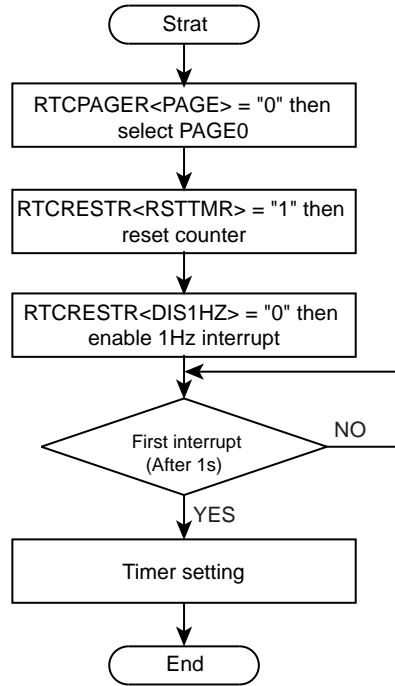 Strat
RTCPAGER<PAGE> = "0" then
select PAGE0
RTCRESTR<RSTTMR> = "1" then
reset counter
RTCRESTR<DIS1HZ> = "0" then
enable 1Hz interrupt
First interrupt
(After 1s)
NO
YES
Timer setting
End